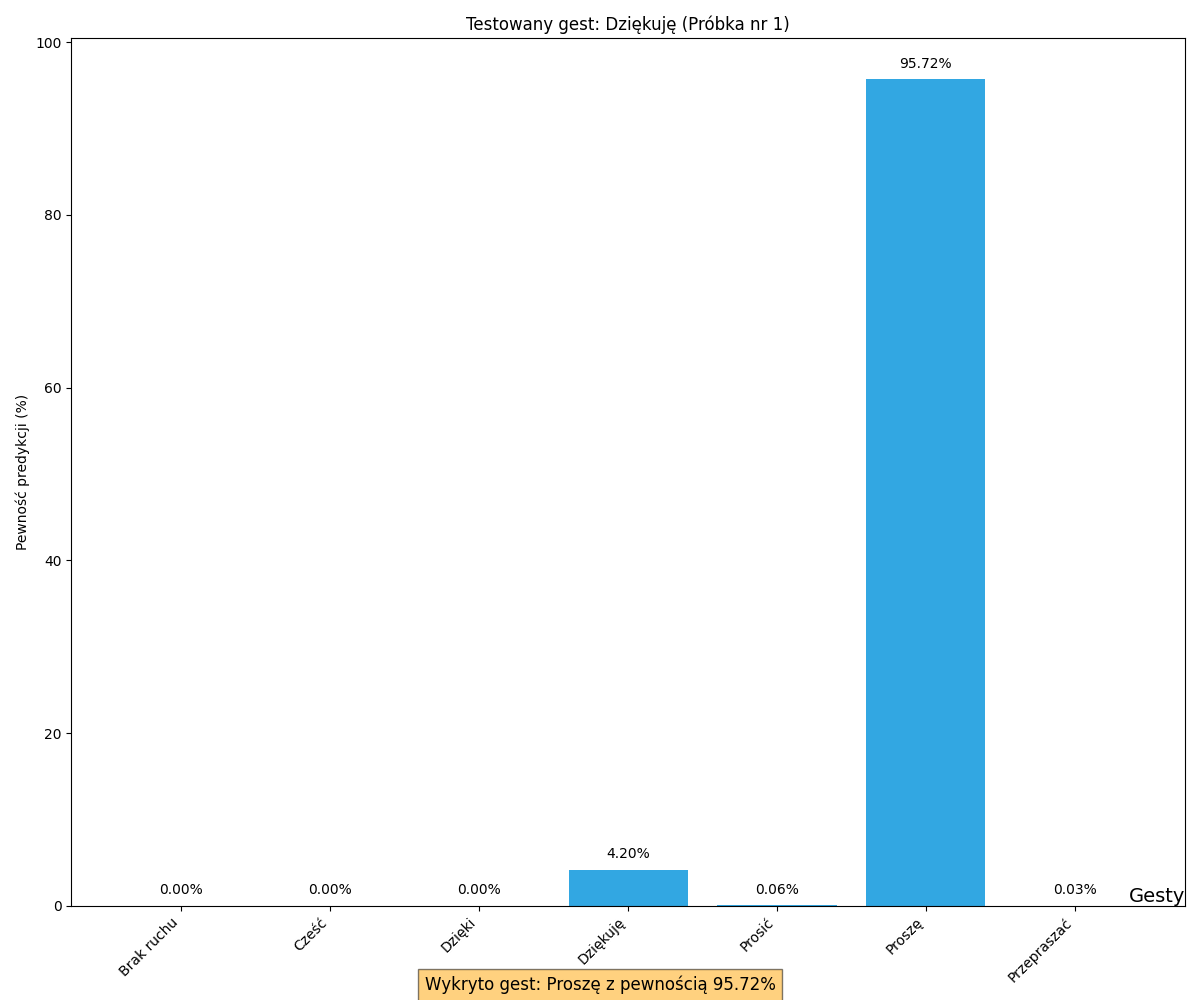 Testowany gest: Dziękuję (Próbka nr 1)
Pewność predykcji (%)
100
80
60
40
20
0
0.00%
0.00%
0.00%
4.20%
0.06%
95.72%
0.03%
Gesty
Brak ruchu
Cześć
Dzięki
Dziękuję
Prosić
Proszę
Przepraszać
Wykryto gest: Proszę z pewnością 95.72%